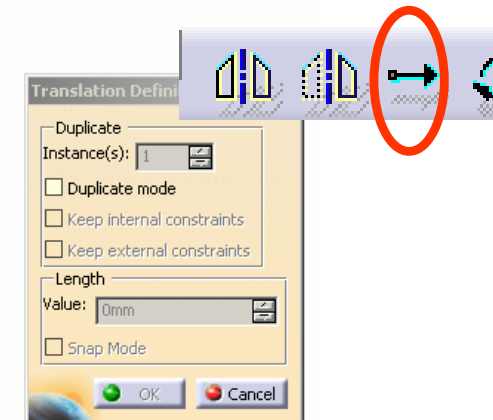 Translation Defini
Duplicate
Instance(s): 1
Duplicate mode
Keep internal constraints
Keep external constraints
Length
Value: 0mm
Snap Mode
OK Cancel